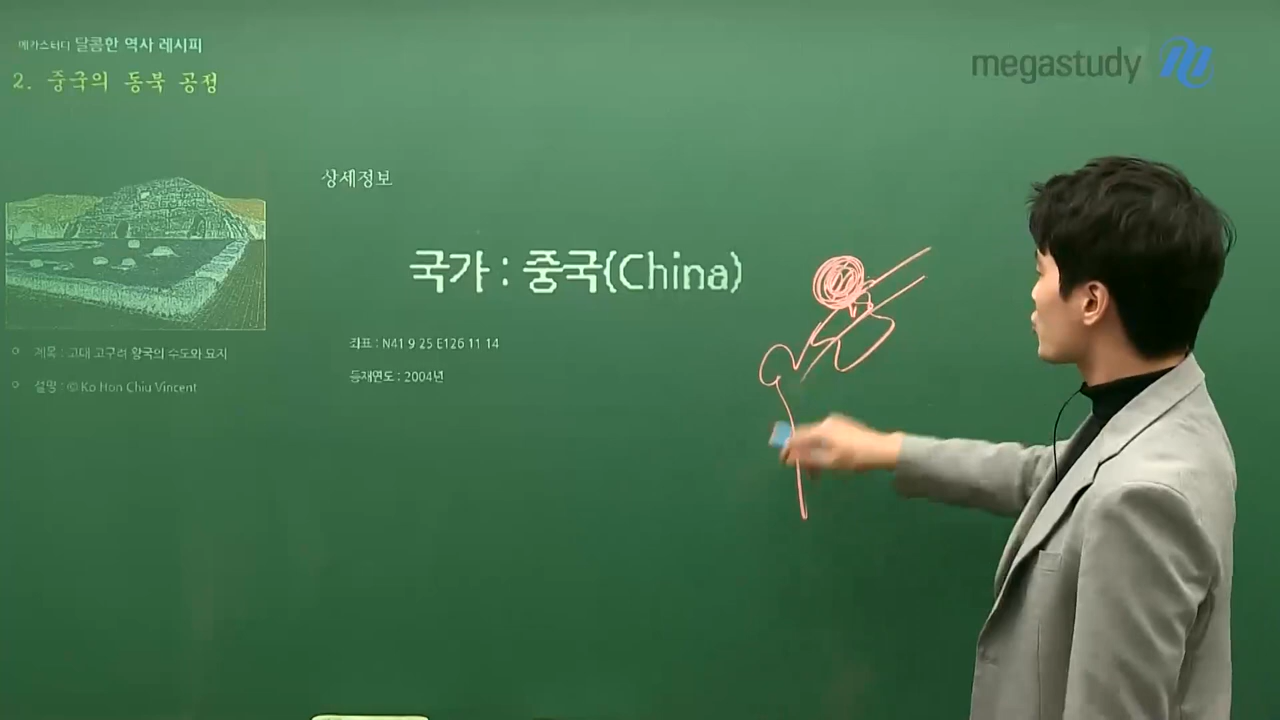 메가스터디 달콤한 역사 레시피
2. 중국의 동북 공정
megastudy
상세정보
국가 : 중국(China)
좌표 : N41 9 25 E126 11 14
등재연도 : 2004년
제목 : 고대 고구려 왕국의 수도와 묘지
설명 : © Ko Hon Chiu Vincent